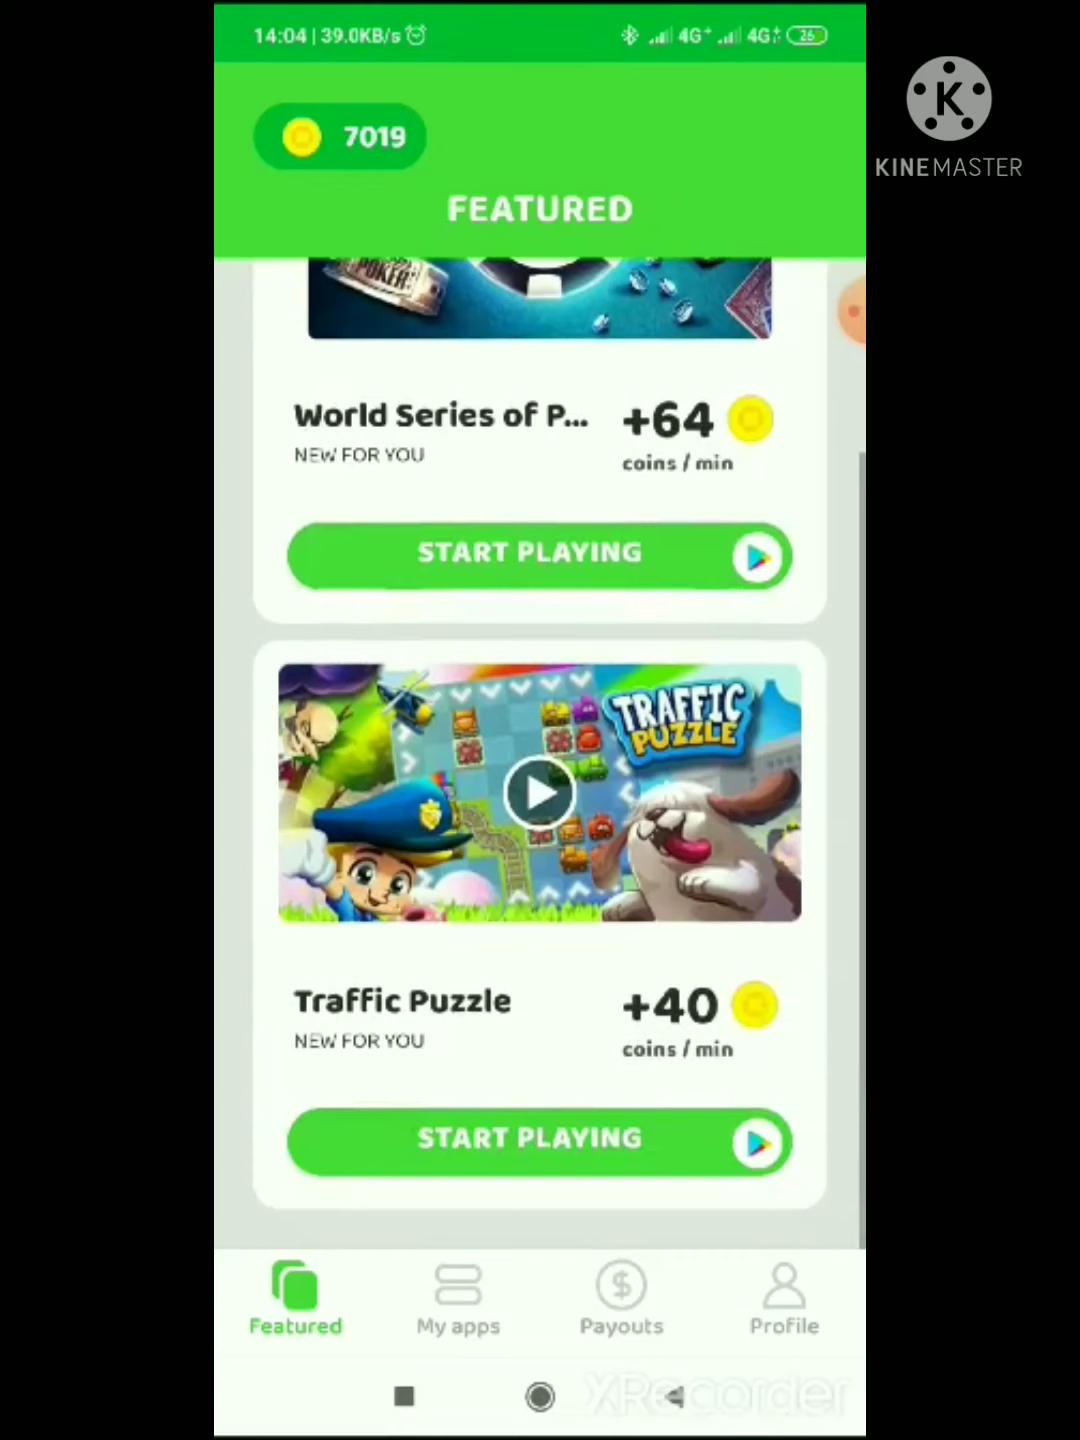 14:04 | 39.0KB/s
4G+ 4G+ 26
KINEMASTER
7019
FEATURED
POKER
World Series of P...
+64
NEW FOR YOU
coins / min
START PLAYING
TRAFFIC
PUZZLE
Traffic Puzzle
+40
NEW FOR YOU
coins / min
START PLAYING
Featured
My apps
Payouts
Profile
XRecorder